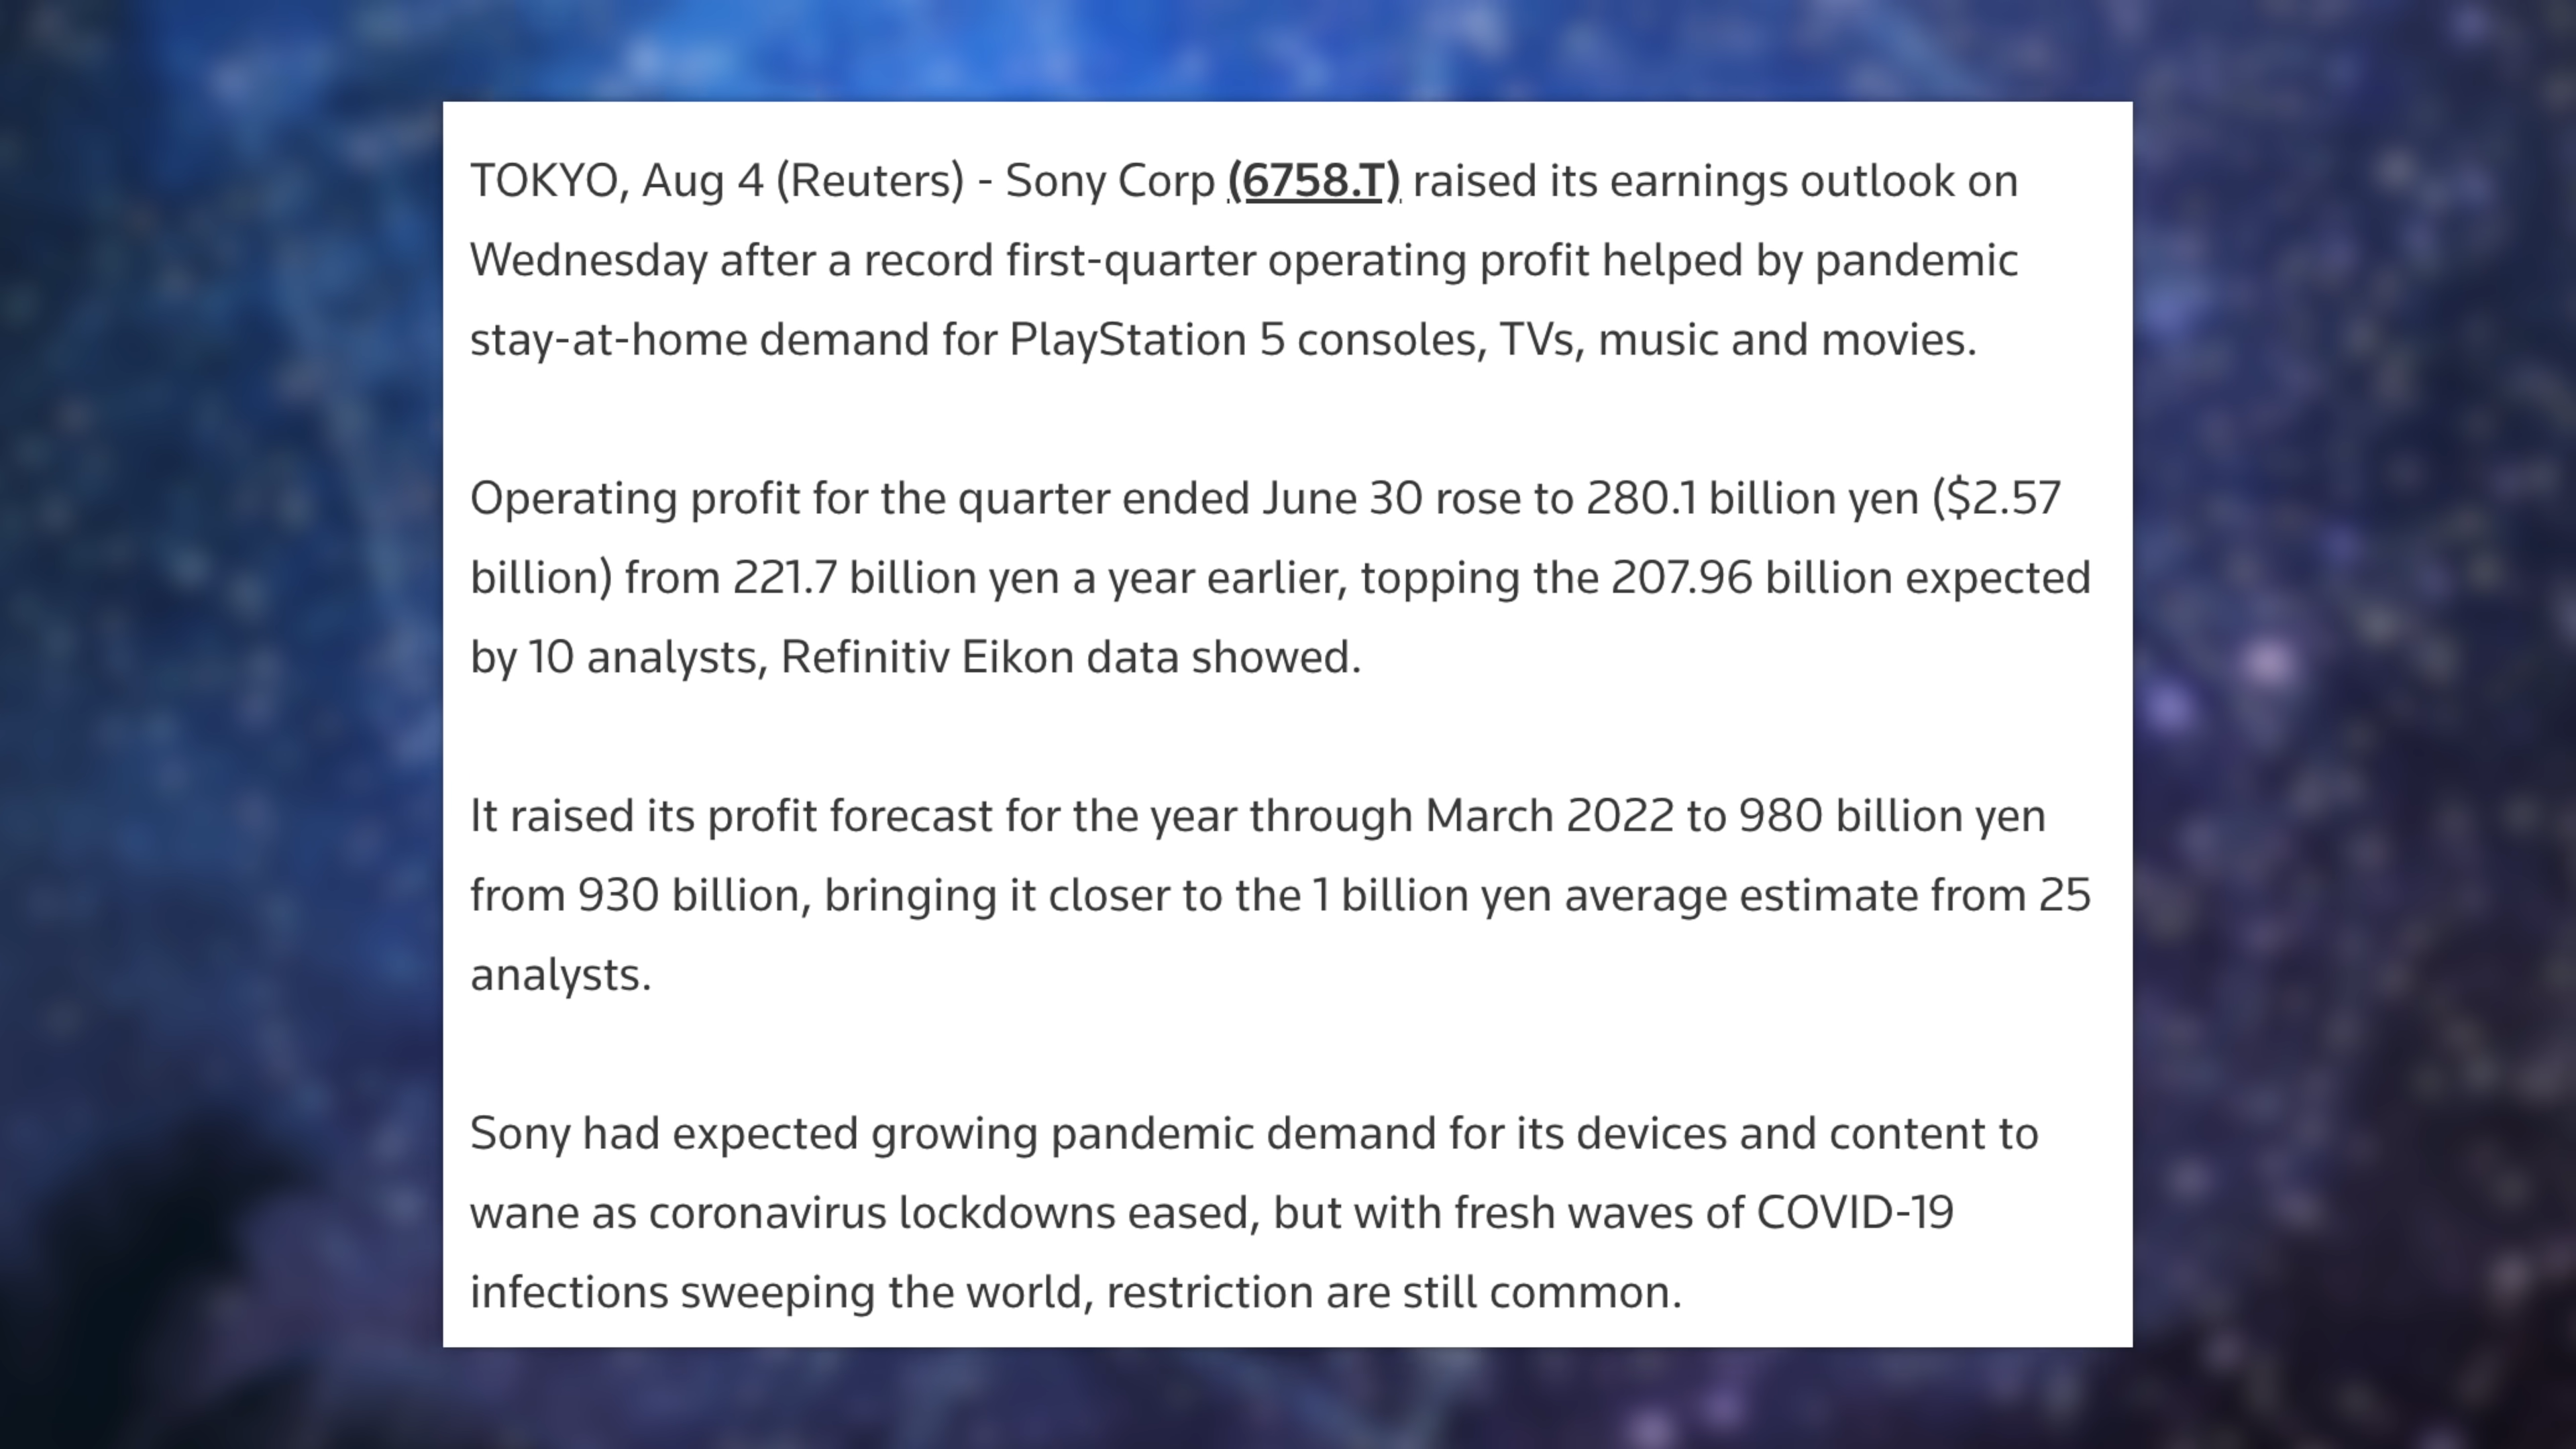 TOKYO, Aug 4 (Reuters) - Sony Corp (6758.T) raised its earnings outlook on
Wednesday after a record first-quarter operating profit helped by pandemic
stay-at-home demand for PlayStation 5 consoles, TVs, music and movies.
Operating profit for the quarter ended June 30 rose to 280.1 billion yen ($2.57
billion) from 221.7 billion yen a year earlier, topping the 207.96 billion expected
by 10 analysts, Refinitiv Eikon data showed.
It raised its profit forecast for the year through March 2022 to 980 billion yen
from 930 billion, bringing it closer to the 1 billion yen average estimate from 25
analysts.
Sony had expected growing pandemic demand for its devices and content to
wane as coronavirus lockdowns eased, but with fresh waves of COVID-19
infections sweeping the world, restriction are still common.